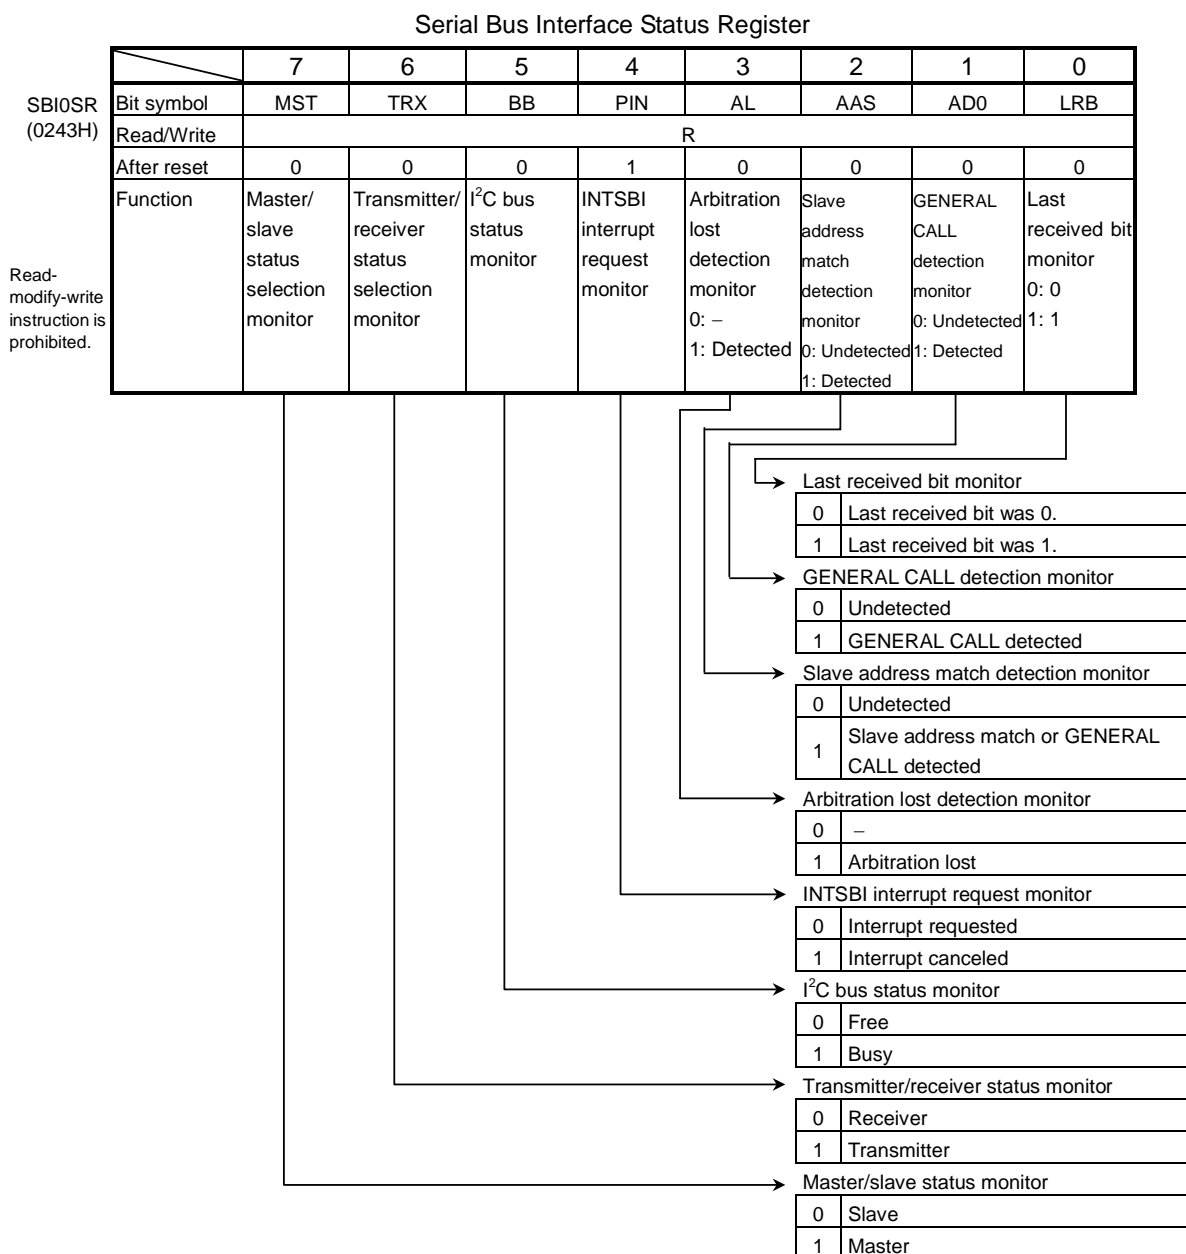 Serial Bus Interface Status Register
7 6 5 4 3 2 1 0
SBI0SR
(0243H)
Bit symbol MST TRX BB PIN AL AAS AD0 LRB
Read/Write R
After reset 0 0 0 1 0 0 0 0
Function
Master/
slave
status
selection
monitor
Transmitter/
receiver
status
selection
monitor
I²C bus
status
monitor
INTSBI
interrupt
request
monitor
Arbitration
lost
detection
monitor
0: –
1: Detected
Slave
address
match
detection
monitor
0: Undetected
1: Detected
GENERAL
CALL
detection
monitor
0: Undetected
1: Detected
Last
received bit
monitor
0: 0
1: 1
Read-
modify-write
instruction is
prohibited.
Last received bit monitor
0 Last received bit was 0.
1 Last received bit was 1.
GENERAL CALL detection monitor
0 Undetected
1 GENERAL CALL detected
Slave address match detection monitor
0 Undetected
1 Slave address match or GENERAL
CALL detected
Arbitration lost detection monitor
0 –
1 Arbitration lost
INTSBI interrupt request monitor
0 Interrupt requested
1 Interrupt canceled
I²C bus status monitor
0 Free
1 Busy
Transmitter/receiver status monitor
0 Receiver
1 Transmitter
Master/slave status monitor
0 Slave
1 Master